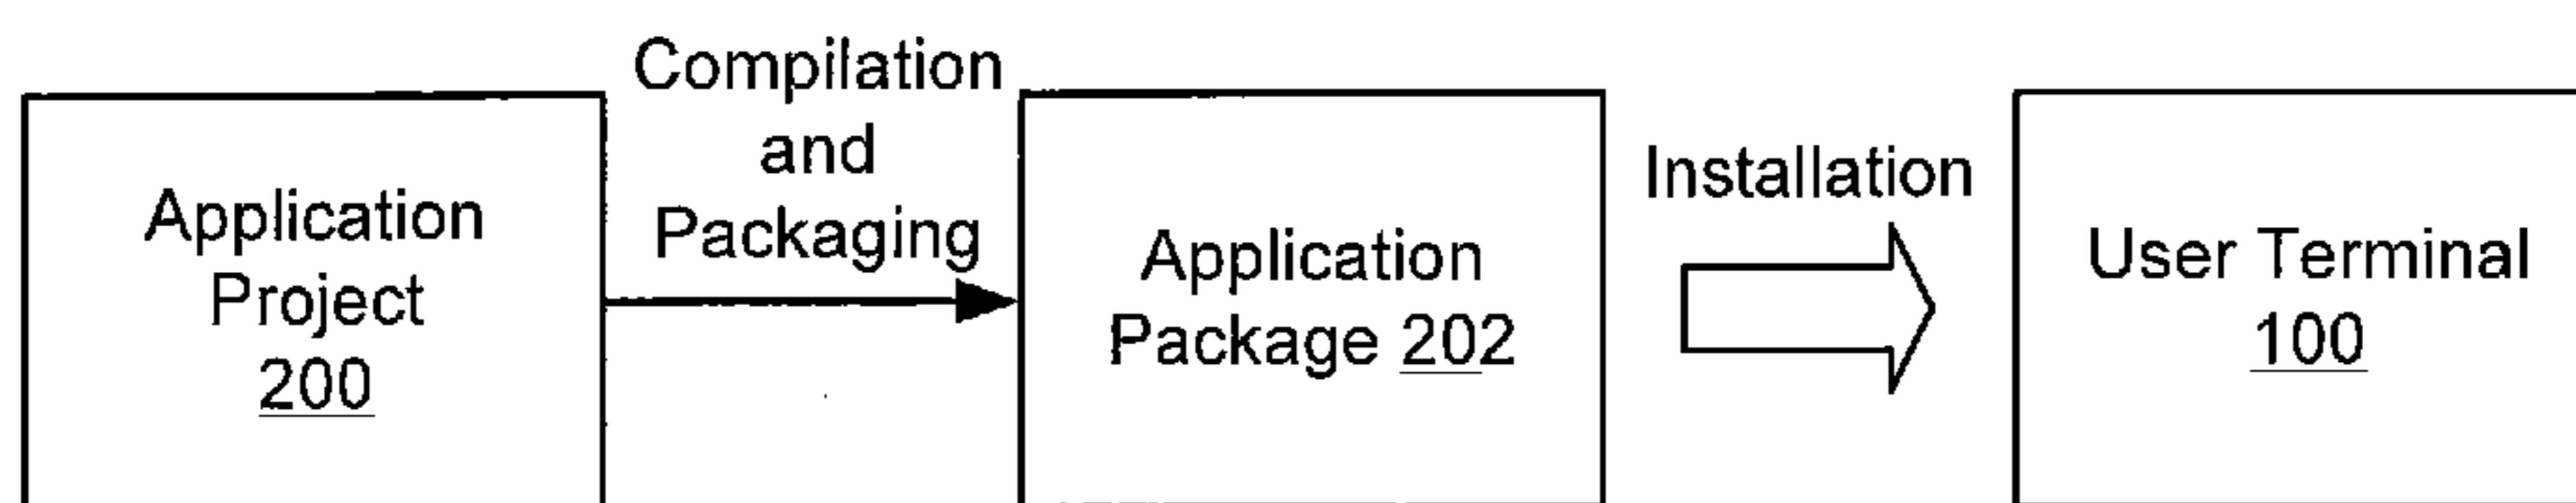 Application
Project
200
Compilation
and
Packaging
Application
Package 202
Installation
User Terminal
100